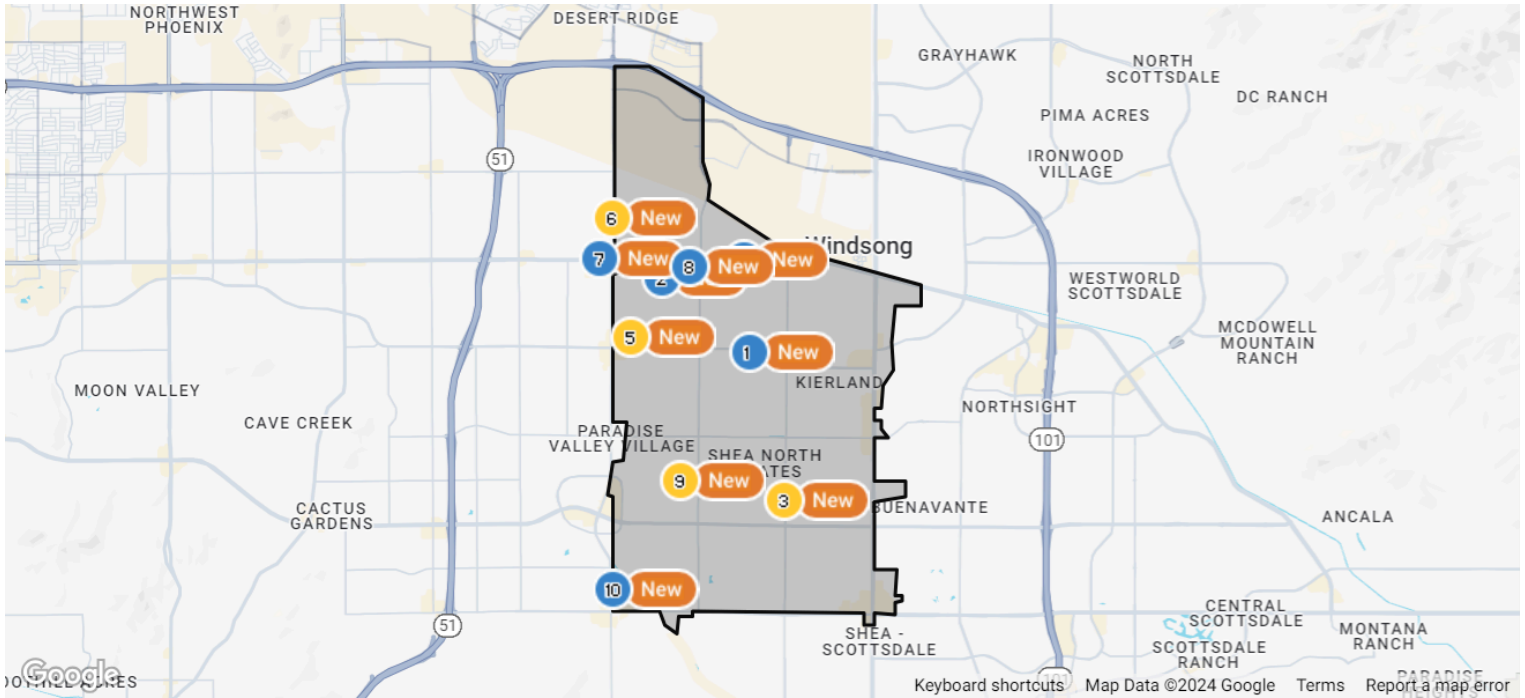 NORTHWEST
PHOENIX
DESERT RIDGE
GRAYHAWK
NORTH
SCOTTSDALE
DC RANCH
PIMA ACRES
IRONWOOD
VILLAGE
51
6 New
Windsong
7 New
8 New
New
2
WESTWORLD
SCOTTSDALE
5 New
1 New
MCDOWELL
MOUNTAIN
RANCH
KIERLAND
MOON VALLEY
NORTHSIGHT
CAVE CREEK
PARADISE
VALLEY VILLAGE
101
SHEA NORTH
9 New
3 New
BUENAVANTE
CACTUS
GARDENS
ANCALA
10 New
51
SHEA -
SCOTTSDALE
CENTRAL
SCOTTSDALE
SCOTTSDALE
RANCH
MONTANA
RANCH
101
PARADISE
Google
Keyboard shortcuts Map Data ©2024 Google Terms Report a map error